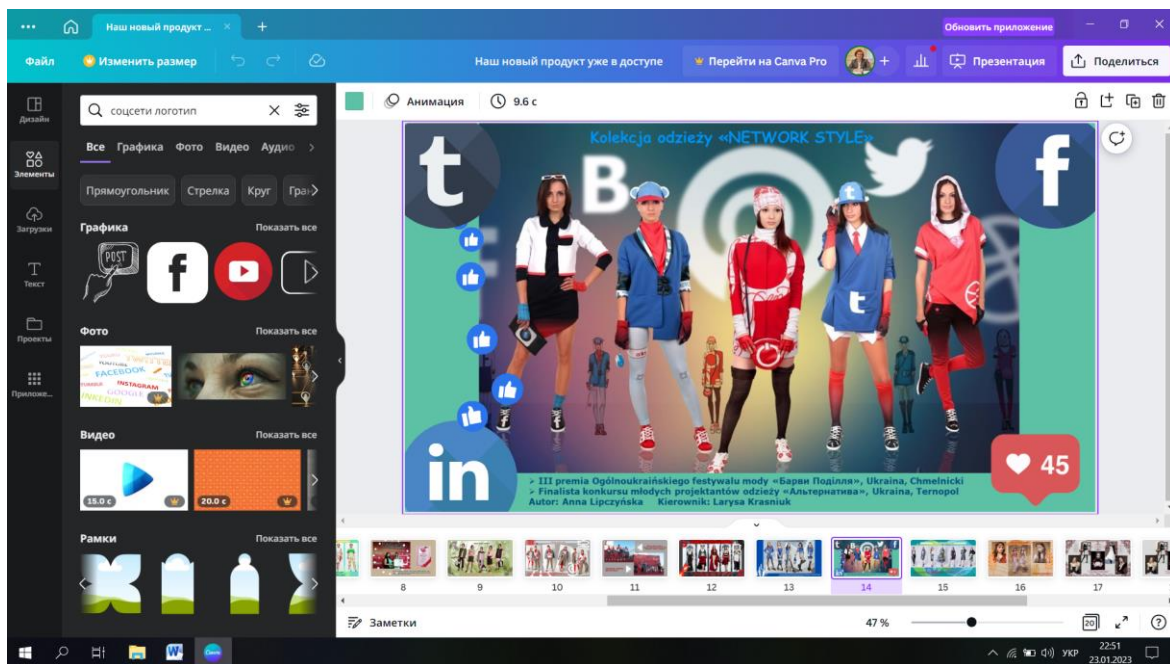 Наш новый продукт ...
Обновить приложение
Файл
Изменить размер
Наш новый продукт уже в доступе
Перейти на Canva Pro
Презентация
Поделиться
Дизайн
Элементы
Загрузки
Текст
Проекты
Приложе...
соцсети логотип
Все Графика Фото Видео Аудио
Прямоугольник Стрелка Круг Гран
Графика Показать все
POST
f
Фото Показать все
FACEBOOK
INSTAGRAM
GOOGLE
Видео Показать все
15.0 с 20.0 с
Рамки Показать все
Анимация 9.6 с
Kolekcja odzieży «NETWORK STYLE»
t
B
f
t
t
in
45
➢ III premia Ogólnoukraińskiego festywalu mody «Барви Поділля», Ukraina, Chmelnicki
➢ Finalista konkursu młodych projektantów odzieży «Альтернатива», Ukraina, Ternopol
Autor: Anna Lipczyńska Kierownik: Larysa Krasniuk
8 9 10 11 12 13 14 15 16 17
Заметки
47 %
20
Canva
УКР
22:51
23.01.2023